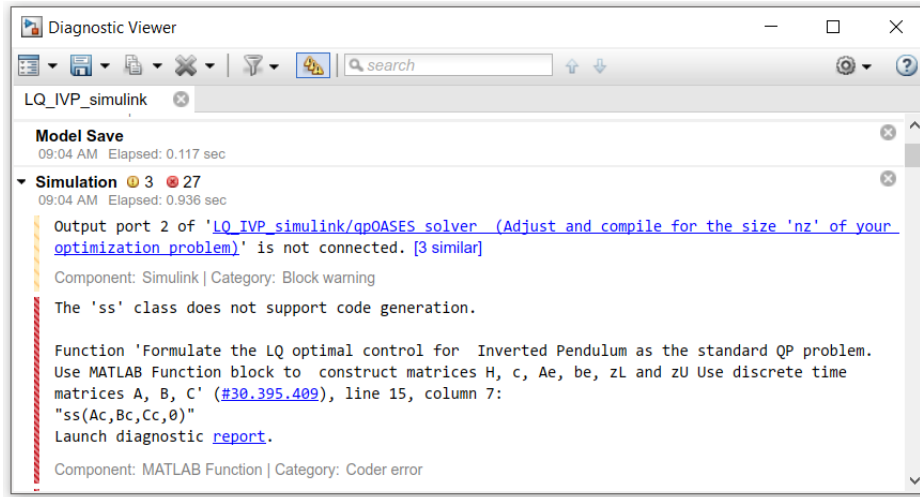 Diagnostic Viewer
search
LQ_IVP_simulink
Model Save
09:04 AM Elapsed: 0.117 sec
Simulation 3 27
09:04 AM Elapsed: 0.936 sec
Output port 2 of 'LQ_IVP_simulink/qpOASES solver (Adjust and compile for the size 'nz' of your
optimization problem)' is not connected. [3 similar]
Component: Simulink | Category: Block warning
The 'ss' class does not support code generation.
Function 'Formulate the LQ optimal control for Inverted Pendulum as the standard QP problem.
Use MATLAB Function block to construct matrices H, c, Ae, be, zL and zU Use discrete time
matrices A, B, C' (#30.395.409), line 15, column 7:
"ss(Ac,Bc,Cc,0)"
Launch diagnostic report.
Component: MATLAB Function | Category: Coder error